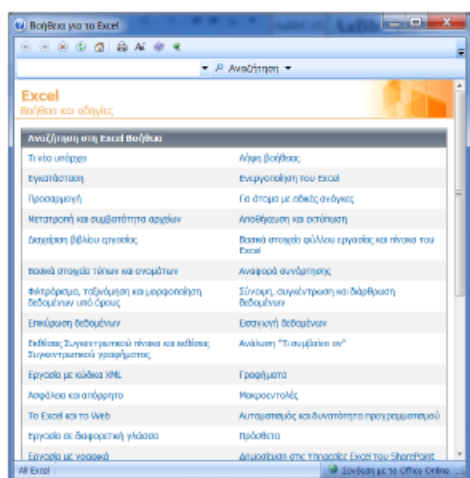 Βοήθεια για το Excel
Αναζήτηση
Excel
Βοήθεια και οδηγίες
Αναζήτηση στη Excel Βοήθεια
Τι νέο υπάρχει
Λήψη βοήθειας
Εγκατάσταση
Ενεργοποίηση του Excel
Προσαρμογή
Για άτομα με ειδικές ανάγκες
Μετατροπή και συμβατότητα αρχείων
Αποθήκευση και εκτύπωση
Διαχείριση βιβλίου εργασίας
Βασικά στοιχεία φύλλου εργασίας και πίνακα του
Excel
Βασικά στοιχεία τύπων και ονομάτων
Αναφορά συνάρτησης
Φιλτράρισμα, ταξινόμηση και μορφοποίηση
δεδομένων υπό όρους
Σύνοψη, συγκέντρωση και διάρθρωση
δεδομένων
Επικύρωση δεδομένων
Εισαγωγή δεδομένων
Εκθέσεις Συγκεντρωτικού πίνακα και εκθέσεις
Συγκεντρωτικού γραφήματος
Ανάλυση "Τι συμβαίνει αν"
Εργασία με κώδικα XML
Γραφήματα
Ασφάλεια και απόρρητο
Μακροεντολές
Το Excel και το Web
Αυτοματισμός και δυνατότητα προγραμματισμού
Εργασία σε διαφορετική γλώσσα
Πρόσθετα
Εργασία με γραφικά
Δημοσίευση στις Υπηρεσίες Excel του SharePoint
All Excel
Σύνδεση με το Office Online